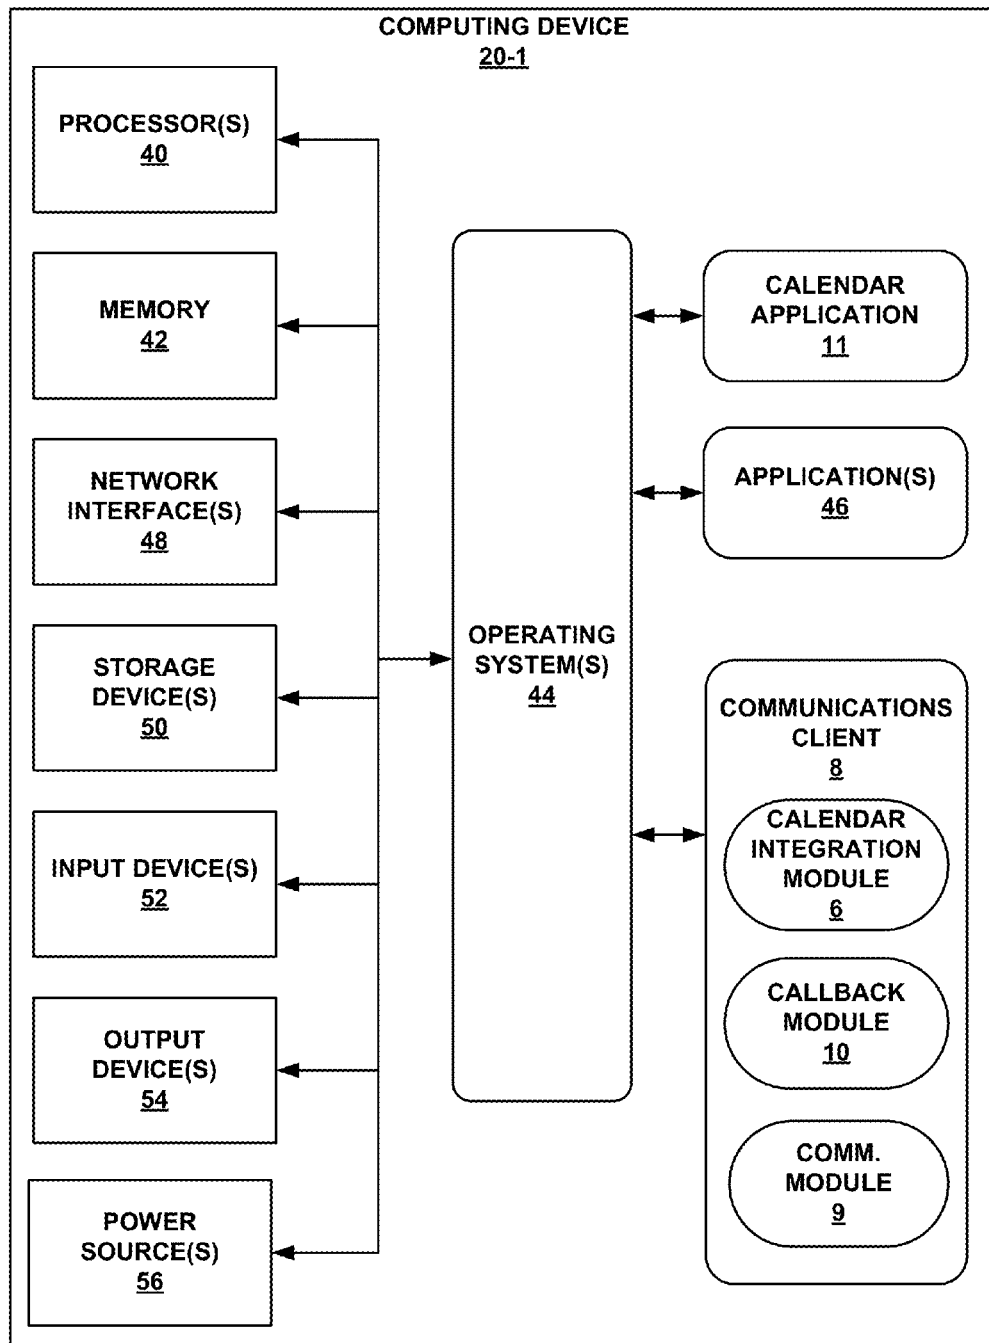 COMPUTING DEVICE
20-1
PROCESSOR(S)
40
MEMORY
42
NETWORK
INTERFACE(S)
48
STORAGE
DEVICE(S)
50
INPUT DEVICE(S)
52
OUTPUT
DEVICE(S)
54
POWER
SOURCE(S)
56
OPERATING
SYSTEM(S)
44
CALENDAR
APPLICATION
11
APPLICATION(S)
46
COMMUNICATIONS
CLIENT
8
CALENDAR
INTEGRATION
MODULE
6
CALLBACK
MODULE
10
COMM.
MODULE
9